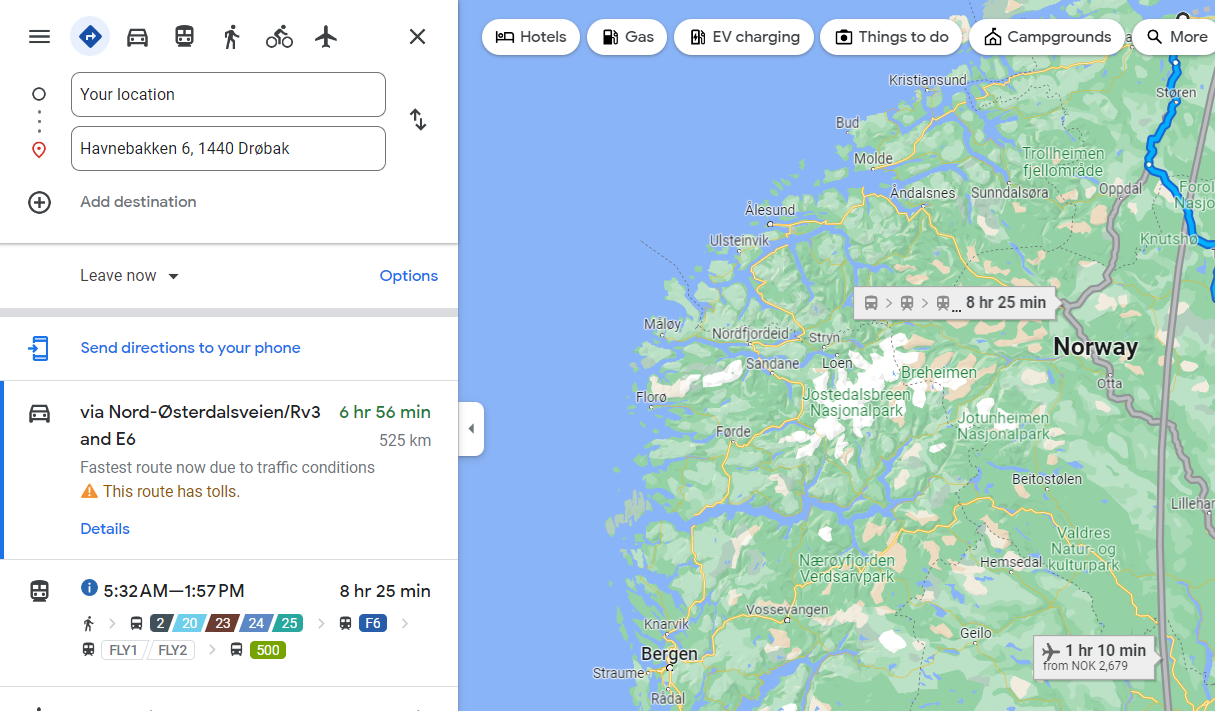 Your location
Havnebakken 6, 1440 Drøbak
Add destination
Leave now
Options
Send directions to your phone
via Nord-Østerdalsveien/Rv3 and E6
6 hr 56 min
525 km
Fastest route now due to traffic conditions
This route has tolls.
Details
5:32 AM—1:57 PM
8 hr 25 min
2 20 23 24 25 F6
FLY1 FLY2 500
Hotels
Gas
EV charging
Things to do
Campgrounds
More
Kristiansund
Støren
Bud
Molde
Trollheimen
fjellområde
Åndalsnes
Sunndalsøra
Oppdal
Ålesund
Ulsteinvik
Knutshø
8 hr 25 min
Måløy
Nordfjordeid
Stryn
Norway
Sandane
Loen
Breheimen
Otta
Florø
Jostedalsbreen
Nasjonalpark
Jotunheimen
Nasjonalpark
Førde
Beitostølen
Valdres
Natur- og
kulturpark
Nærøyfjorden
Verdsarvpark
Hemsedal
Vossevangen
Knarvik
Geilo
Bergen
1 hr 10 min
from NOK 2,679
Straume
Rådal